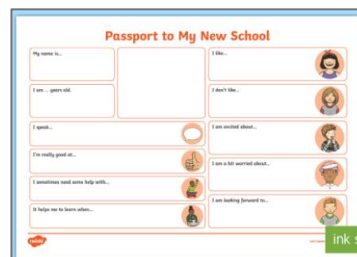 Passport to My New School
My name is...
I am ... years old.
I speak...
I'm really good at...
I sometimes need some help with...
It helps me to learn when...
I like...
I don't like...
I am excited about...
I am a bit worried about...
I am looking forward to...
twinkl
ink s